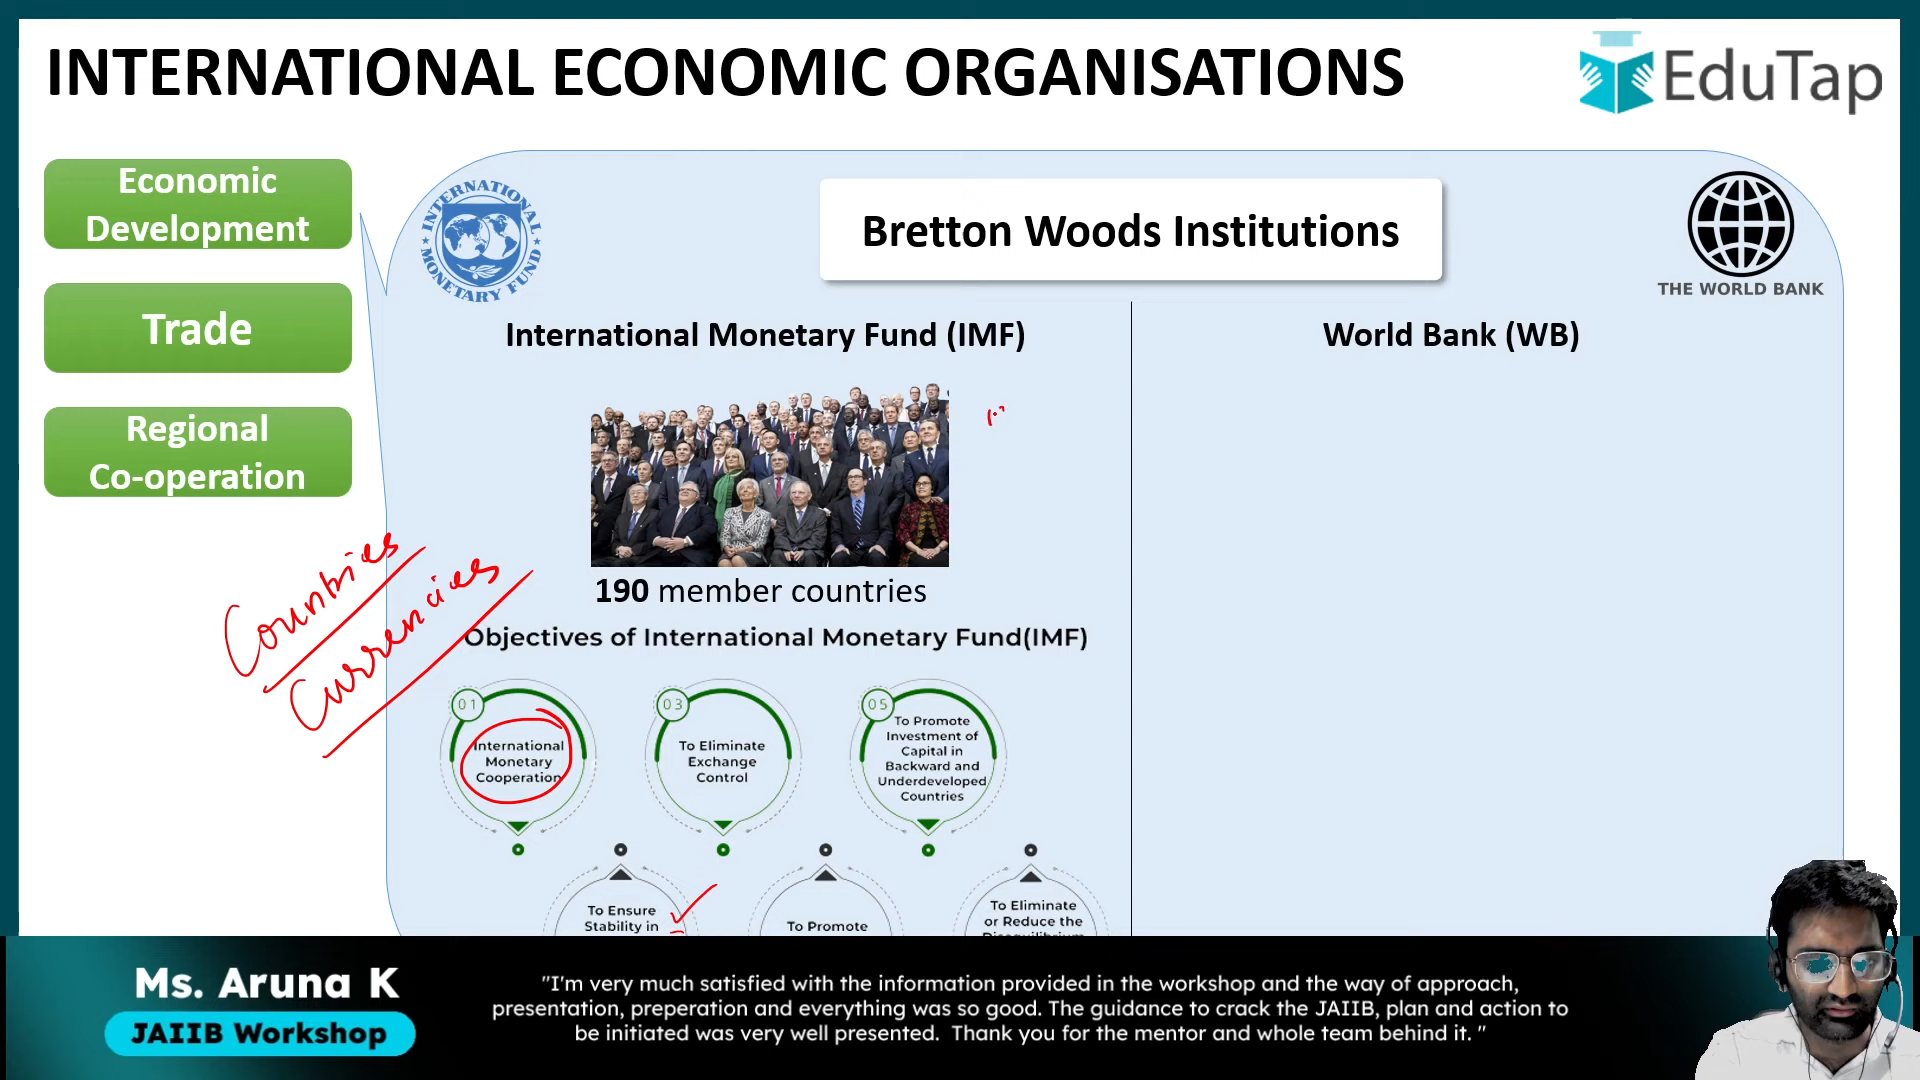 INTERNATIONAL ECONOMIC ORGANISATIONS
EduTap
Economic
Development
Trade
Regional
Co-operation
INTERNATIONAL MONETARY FUND
Bretton Woods Institutions
THE WORLD BANK
International Monetary Fund (IMF)
World Bank (WB)
190 member countries
Countries
Currencies
Objectives of International Monetary Fund(IMF)
01
International
Monetary
Cooperation
03
To Eliminate
Exchange
Control
05
To Promote
Investment of
Capital in
Backward and
Underdeveloped
Countries
To Ensure
Stability in
To Promote
To Eliminate
or Reduce the
Ms. Aruna K
JAIIB Workshop
"I'm very much satisfied with the information provided in the workshop and the way of approach,
presentation, preperation and everything was so good. The guidance to crack the JAIIB, plan and action to
be initiated was very well presented. Thank you for the mentor and whole team behind it. "